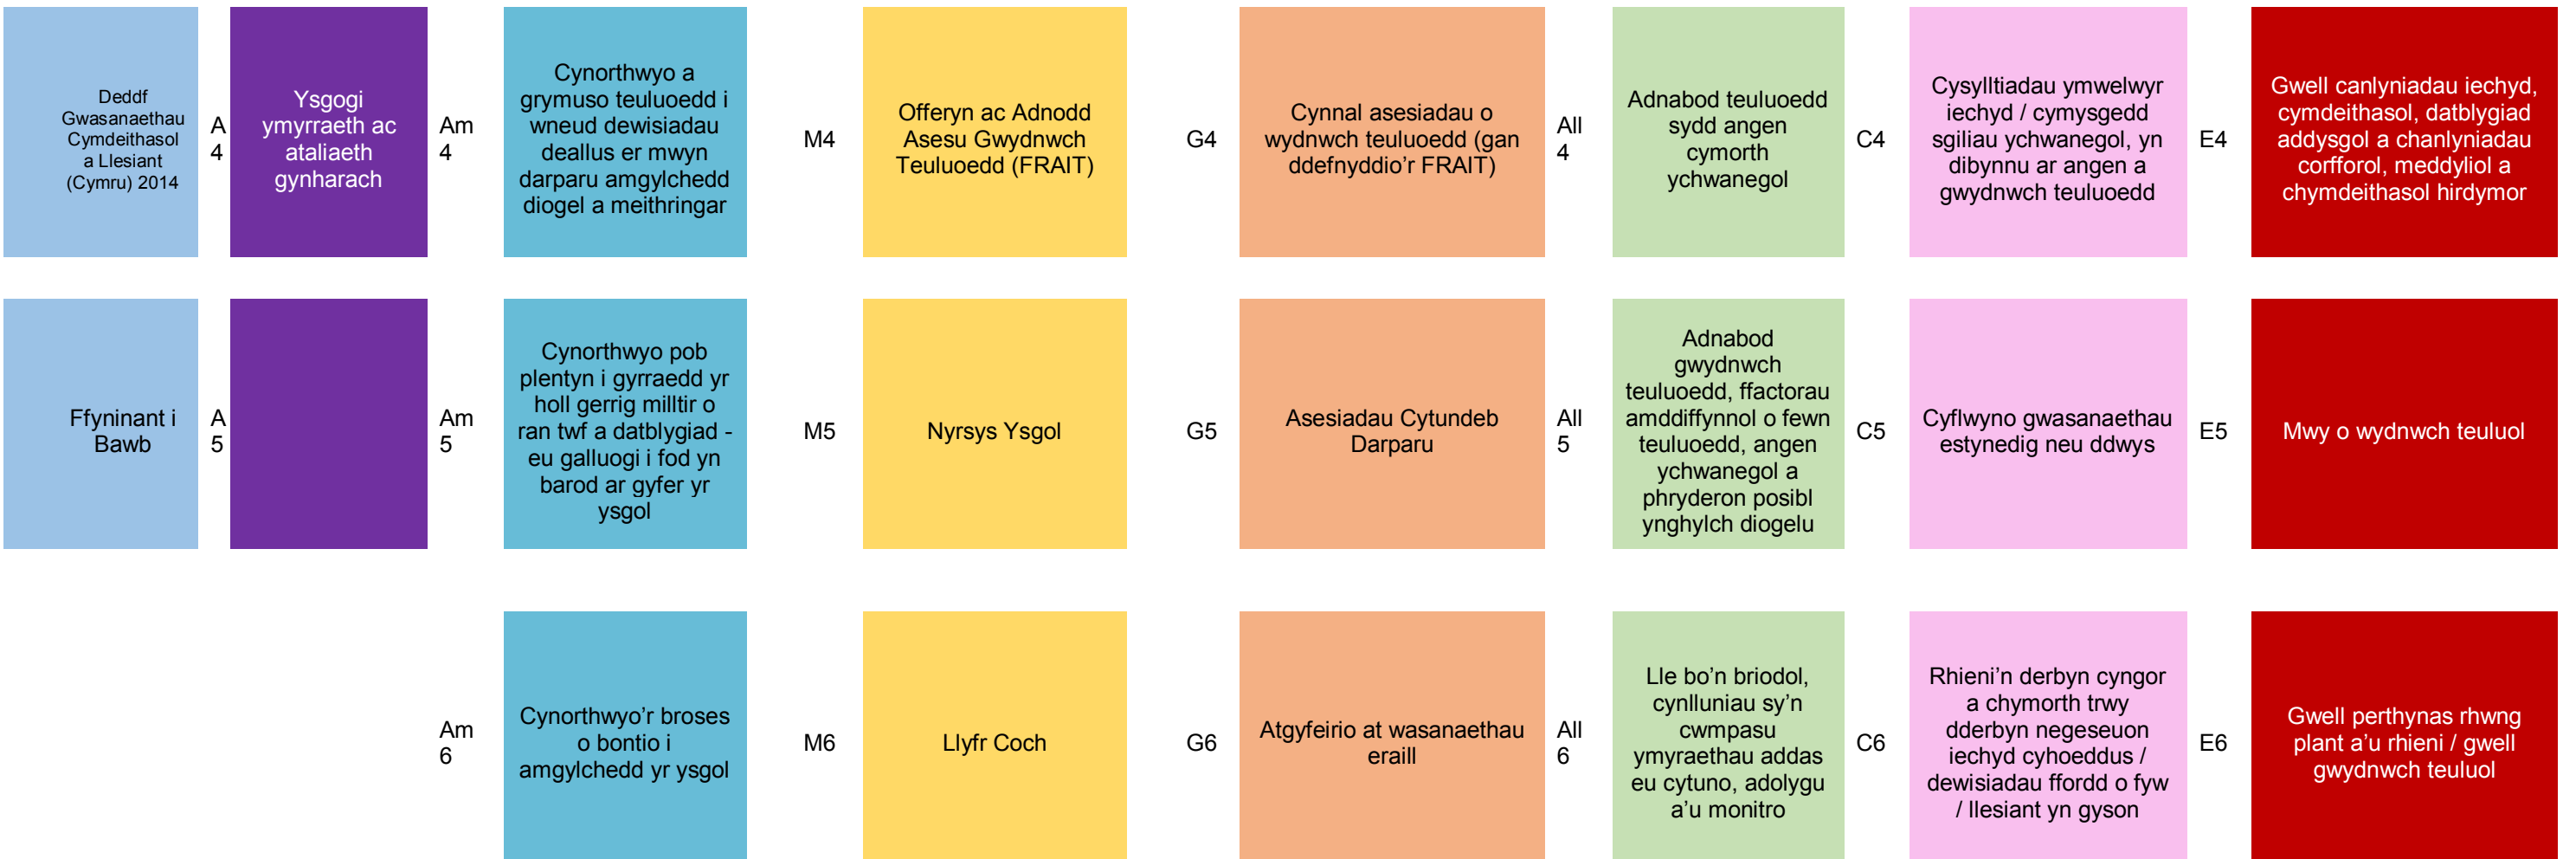 Deddf
Gwasanaethau
Cymdeithasol
a Llesiant
(Cymru) 2014
A
4
Ysgogi
ymyrraeth ac
ataliaeth
gynharach
Am
4
Cynorthwyo a
grymuso teuluoedd i
wneud dewisiadau
deallus er mwyn
darparu amgylchedd
diogel a meithringar
M4
Offeryn ac Adnodd
Asesu Gwydnwch
Teuluoedd (FRAIT)
G4
Cynnal asesiadau o
wydnwch teuluoedd (gan
ddefnyddio’r FRAIT)
All
4
Adnabod teuluoedd
sydd angen
cymorth
ychwanegol
C4
Cysylltiadau ymwelwyr
iechyd / cymysgedd
sgiliau ychwanegol, yn
dibynnu ar angen a
gwydnwch teuluoedd
E4
Gwell canlyniadau iechyd,
cymdeithasol, datblygiad
addysgol a chanlyniadau
corfforol, meddyliol a
chymdeithasol hirdymor
Ffyninant i
Bawb
A
5
Am
5
Cynorthwyo pob
plentyn i gyrraedd yr
holl gerrig milltir o
ran twf a datblygiad -
eu galluogi i fod yn
barod ar gyfer yr
ysgol
M5
Nyrsys Ysgol
G5
Asesiadau Cytundeb
Darparu
All
5
Adnabod
gwydnwch
teuluoedd, ffactorau
amddiffynnol o fewn
teuluoedd, angen
ychwanegol a
phryderon posibl
ynghylch diogelu
C5
Cyflwyno gwasanaethau
estynedig neu ddwys
E5
Mwy o wydnwch teuluol
Am
6
Cynorthwyo’r broses
o bontio i
amgylchedd yr ysgol
M6
Llyfr Coch
G6
Atgyfeirio at wasanaethau
eraill
All
6
Lle bo’n briodol,
cynlluniau sy’n
cwmpasu
ymyraethau addas
eu cytuno, adolygu
a’u monitro
C6
Rhieni’n derbyn cyngor
a chymorth trwy
dderbyn negeseuon
iechyd cyhoeddus /
dewisiadau ffordd o fyw
/ llesiant yn gyson
E6
Gwell perthynas rhwng
plant a’u rhieni / gwell
gwydnwch teuluol